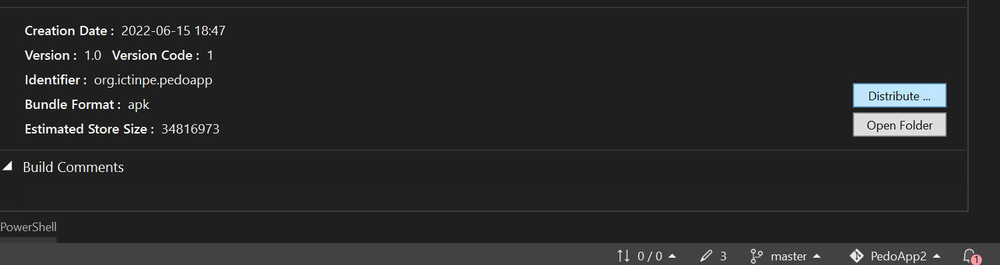 Creation Date : 2022-06-15 18:47
Version : 1.0 Version Code : 1
Identifier : org.ictinpe.pedoapp
Bundle Format : apk
Estimated Store Size : 34816973
Distribute ...
Open Folder
Build Comments
PowerShell
0 / 0 3 master PedoApp2 1